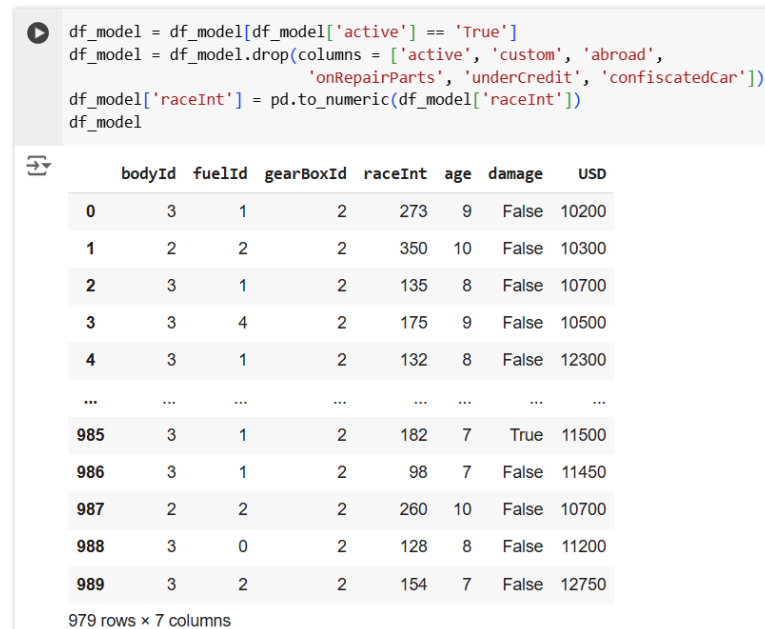 df_model = df_model[df_model['active'] == 'True']
df_model = df_model.drop(columns = ['active', 'custom', 'abroad',
'onRepairParts', 'underCredit', 'confiscatedCar'])
df_model['raceInt'] = pd.to_numeric(df_model['raceInt'])
df_model
bodyId fuelId gearBoxId raceInt age damage USD
0 3 1 2 273 9 False 10200
1 2 2 2 350 10 False 10300
2 3 1 2 135 8 False 10700
3 3 4 2 175 9 False 10500
4 3 1 2 132 8 False 12300
... ... ... ... ... ... ... ...
985 3 1 2 182 7 True 11500
986 3 1 2 98 7 False 11450
987 2 2 2 260 10 False 10700
988 3 0 2 128 8 False 11200
989 3 2 2 154 7 False 12750
979 rows × 7 columns